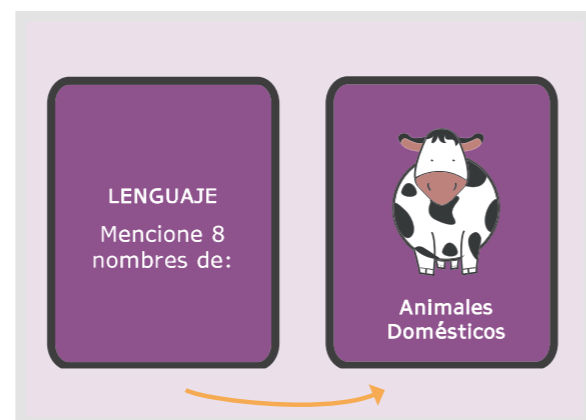 LENGUAJE
Mencione 8
nombres de:
Animales
Domésticos